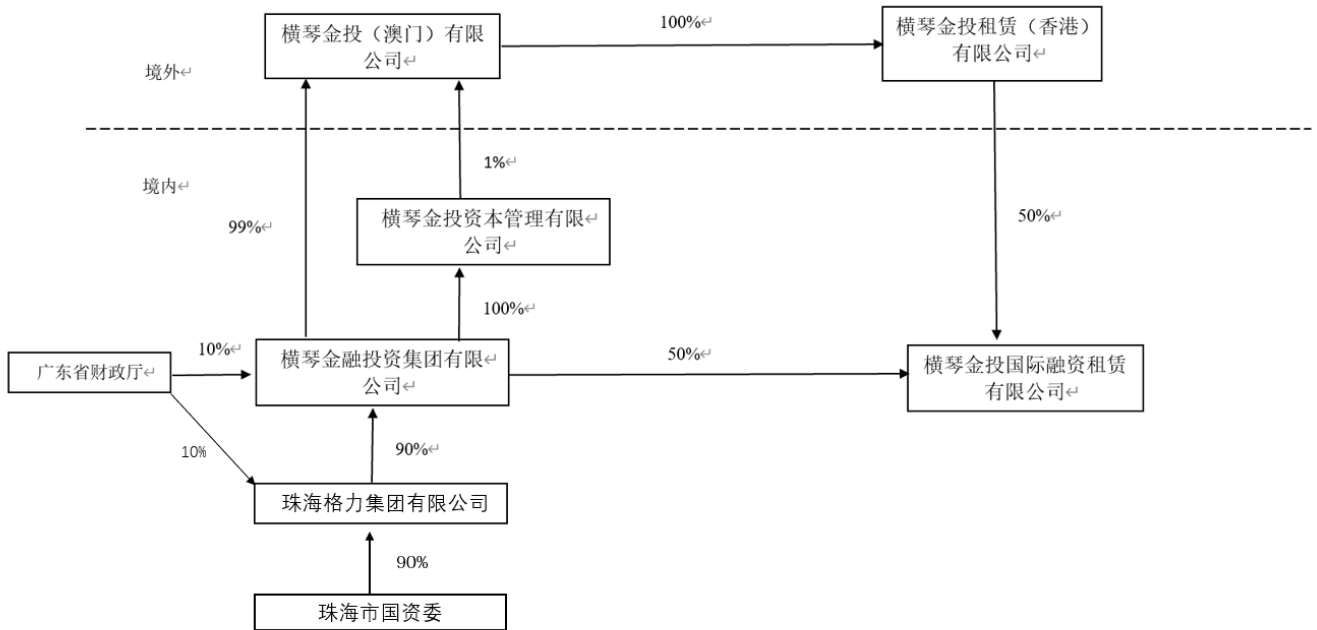 横琴金投（澳门）有限
公司↵
100%↵
横琴金投租赁（香港）
有限公司↵
境外↵
境内↵
1%↵
横琴金投资本管理有限↵
公司↵
99%↵
50%↵
100%↵
广东省财政厅↵
10%↵
横琴金融投资集团有限↵
公司↵
50%↵
横琴金投国际融资租赁
有限公司↵
10%
90%↵
珠海格力集团有限公司
90%
珠海市国资委